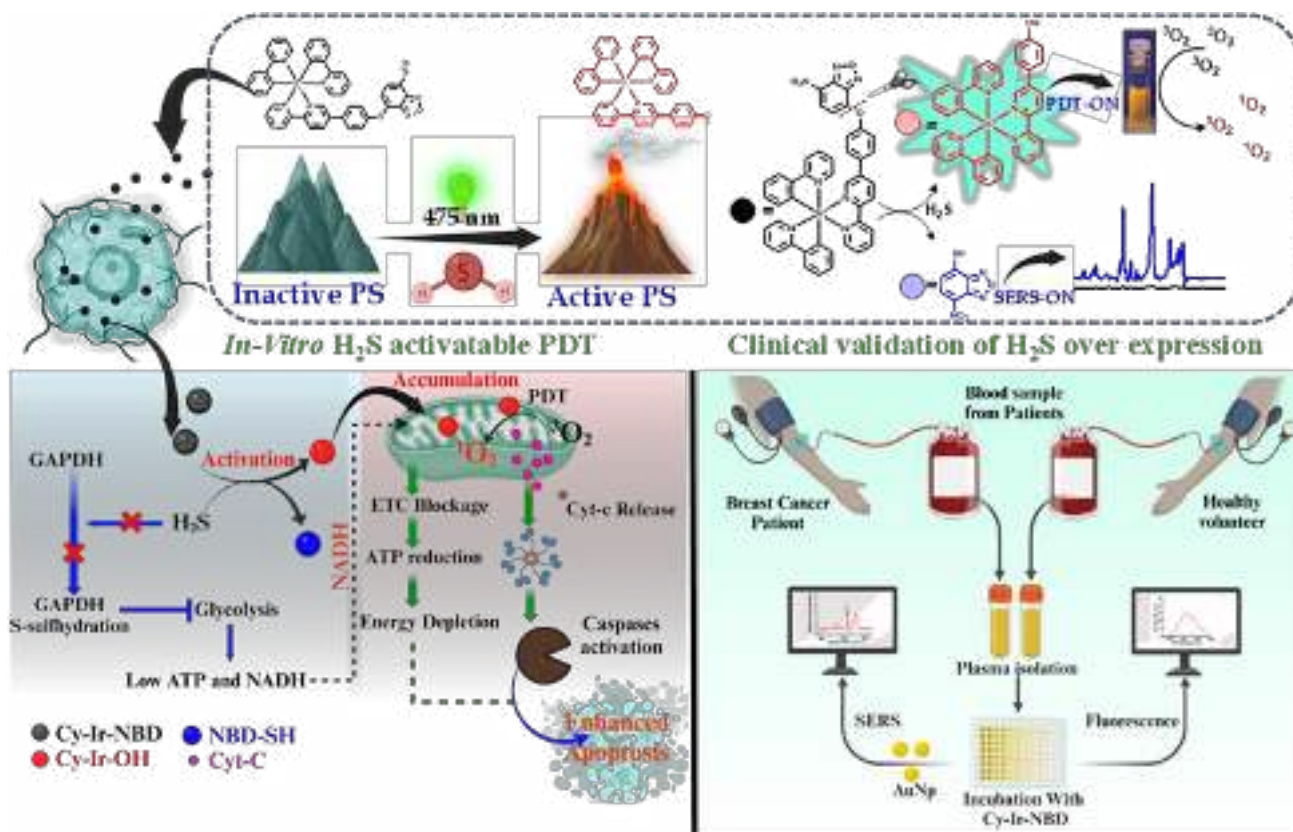 475 nm
S
H
H
Inactive PS
Active PS
In-Vitro H₂S activatable PDT
PDT-ON
H₂S
SERS-ON
³O₂
³O₂
¹O₂
¹O₂
Clinical validation of H₂S over expression
GAPDH
Activation
H₂S
GAPDH
S-sulfhydration
Glycolysis
Low ATP and NADH
NADH
Accumulation
PDT
¹O₂
³O₂
ETC Blockage
Cyt-c Release
ATP reduction
Energy Depletion
Caspases
activation
Enhanced
Apoptosis
Cy-Ir-NBD
NBD-SH
Cy-Ir-OH
Cyt-C
Blood sample
from Patients
Breast Cancer
Patient
Healthy
volunteer
Plasma isolation
SERS
Fluorescence
AuNp
Incubation With
Cy-Ir-NBD